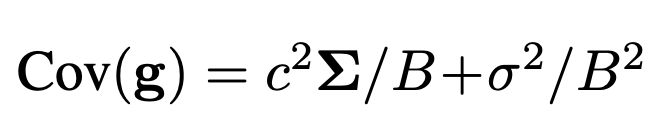 Cov(𝐠) = c²𝚺/B+σ²/B²